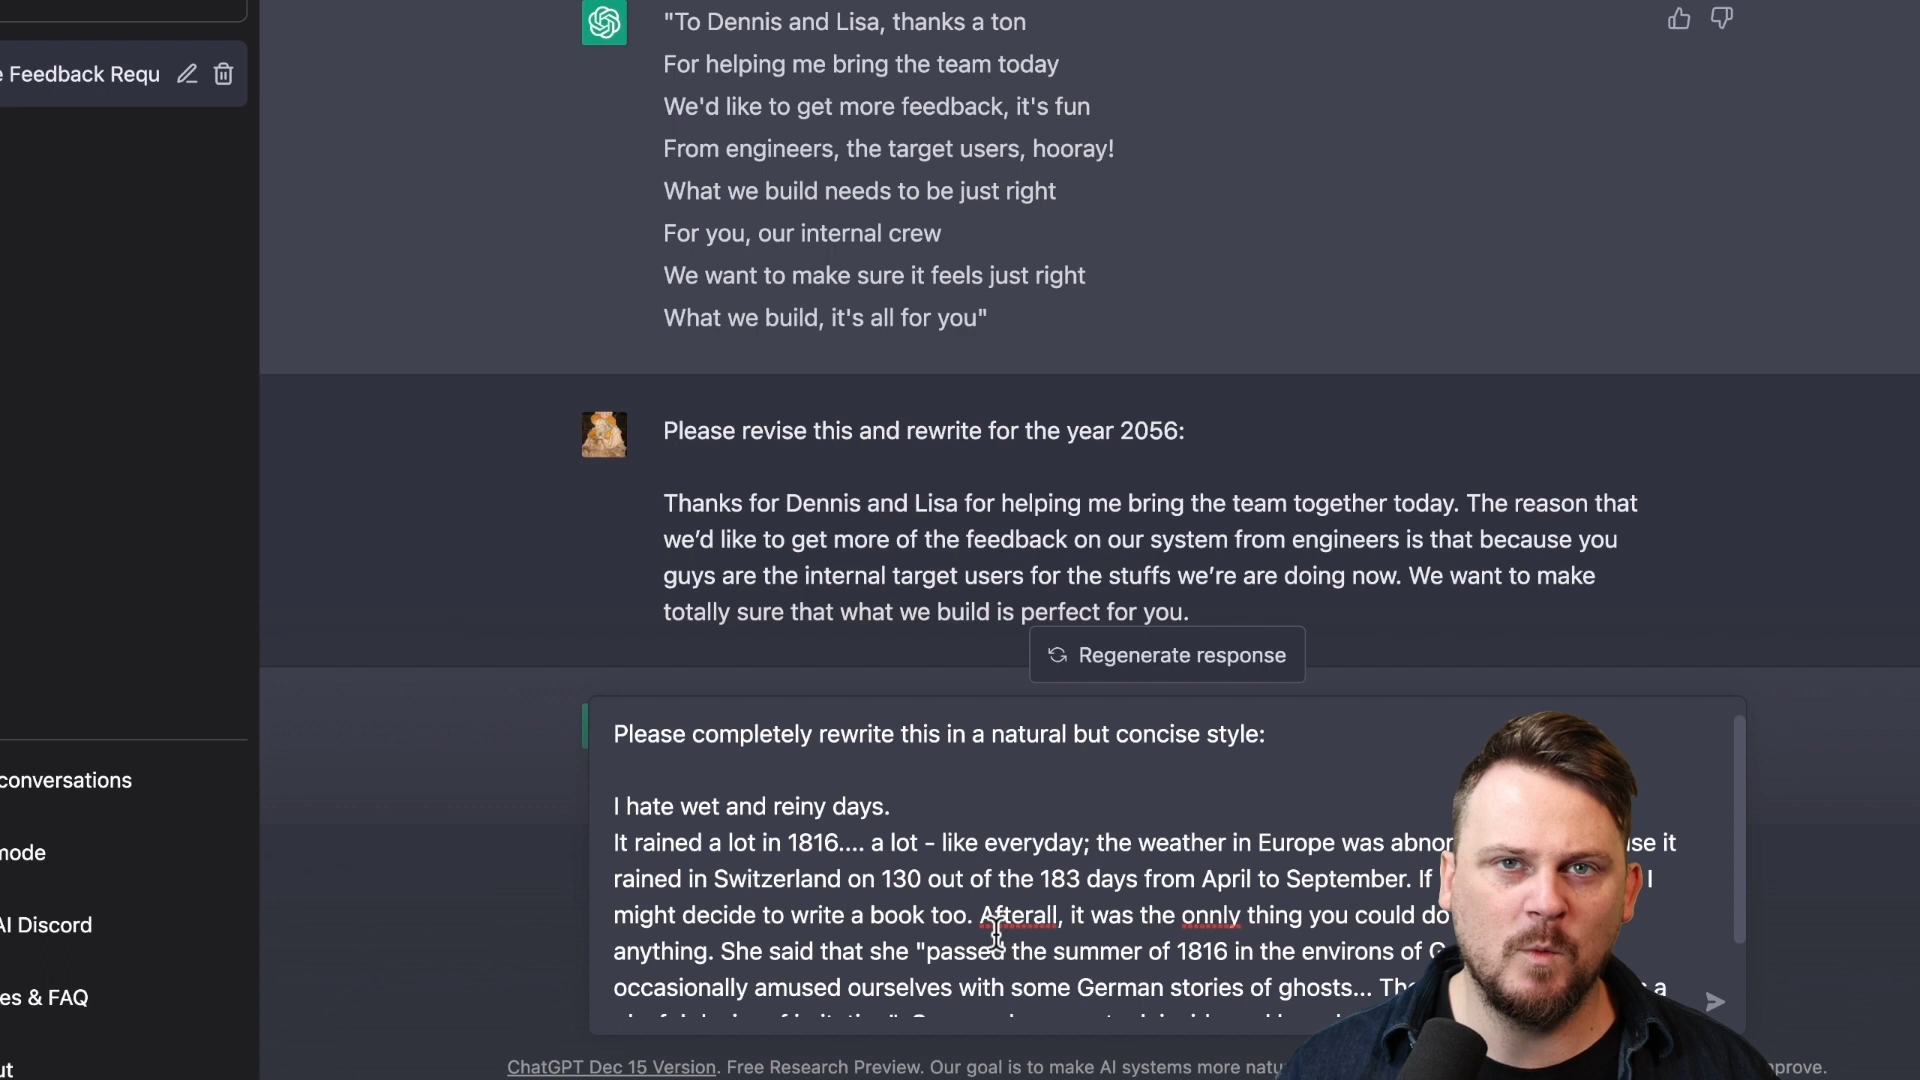 "To Dennis and Lisa, thanks a ton
For helping me bring the team today
We'd like to get more feedback, it's fun
From engineers, the target users, hooray!
What we build needs to be just right
For you, our internal crew
We want to make sure it feels just right
What we build, it's all for you"
Feedback Requ
Please revise this and rewrite for the year 2056:
Thanks for Dennis and Lisa for helping me bring the team together today. The reason that
we'd like to get more of the feedback on our system from engineers is that because you
guys are the internal target users for the stuffs we're are doing now. We want to make
totally sure that what we build is perfect for you.
Regenerate response
Please completely rewrite this in a natural but concise style:
I hate wet and reiny days.
It rained a lot in 1816.... a lot - like everyday; the weather in Europe was abnor se it
rained in Switzerland on 130 out of the 183 days from April to September. If I
might decide to write a book too. Afterall, it was the onnly thing you could do
anything. She said that she "passed the summer of 1816 in the environs of G
occasionally amused ourselves with some German stories of ghosts... The a
conversations
mode
AI Discord
es & FAQ
ut
ChatGPT Dec 15 Version. Free Research Preview. Our goal is to make AI systems more natu prove.